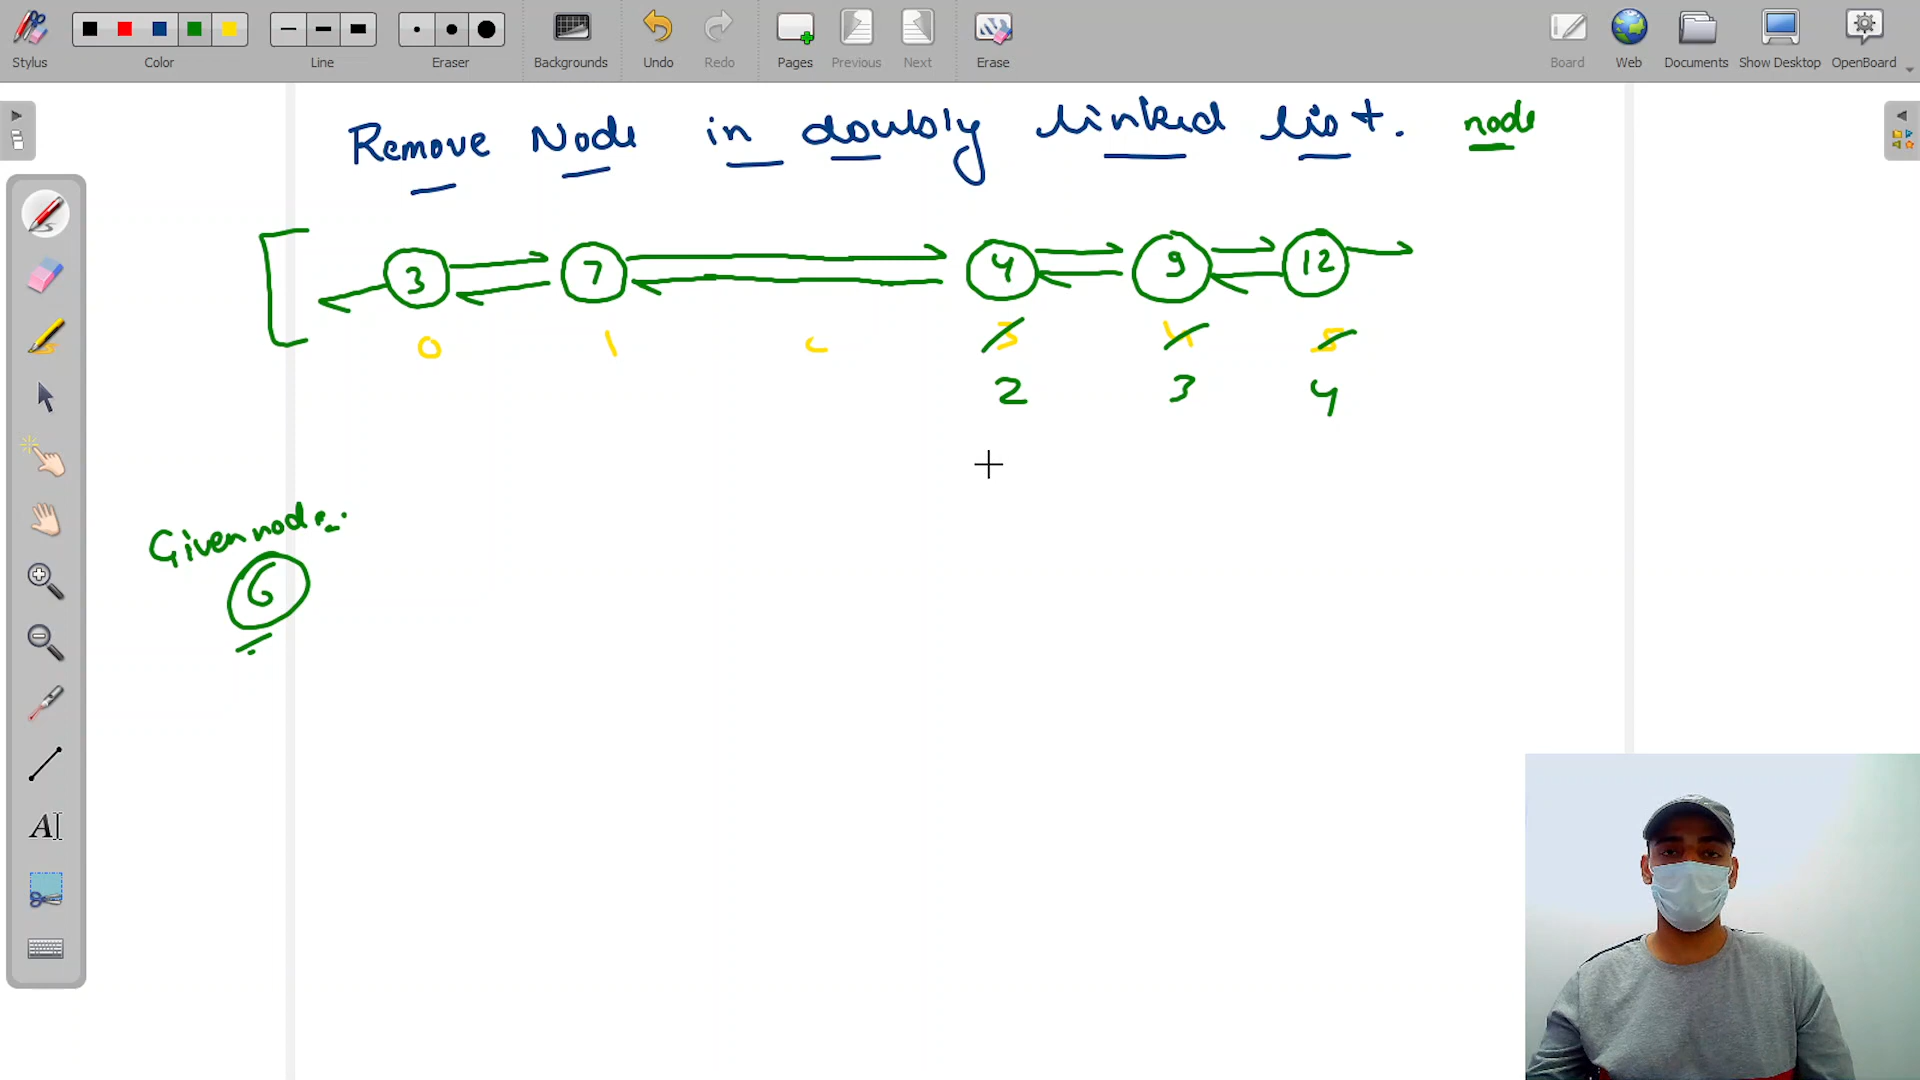 Stylus Color Line Eraser Backgrounds Undo Redo Pages Previous Next Erase Board Web Documents Show Desktop OpenBoard
Remove Node in doubly linked list. node
3 7 4 9 12
0 1 3 4 5
2 3 4
Given node
6
A